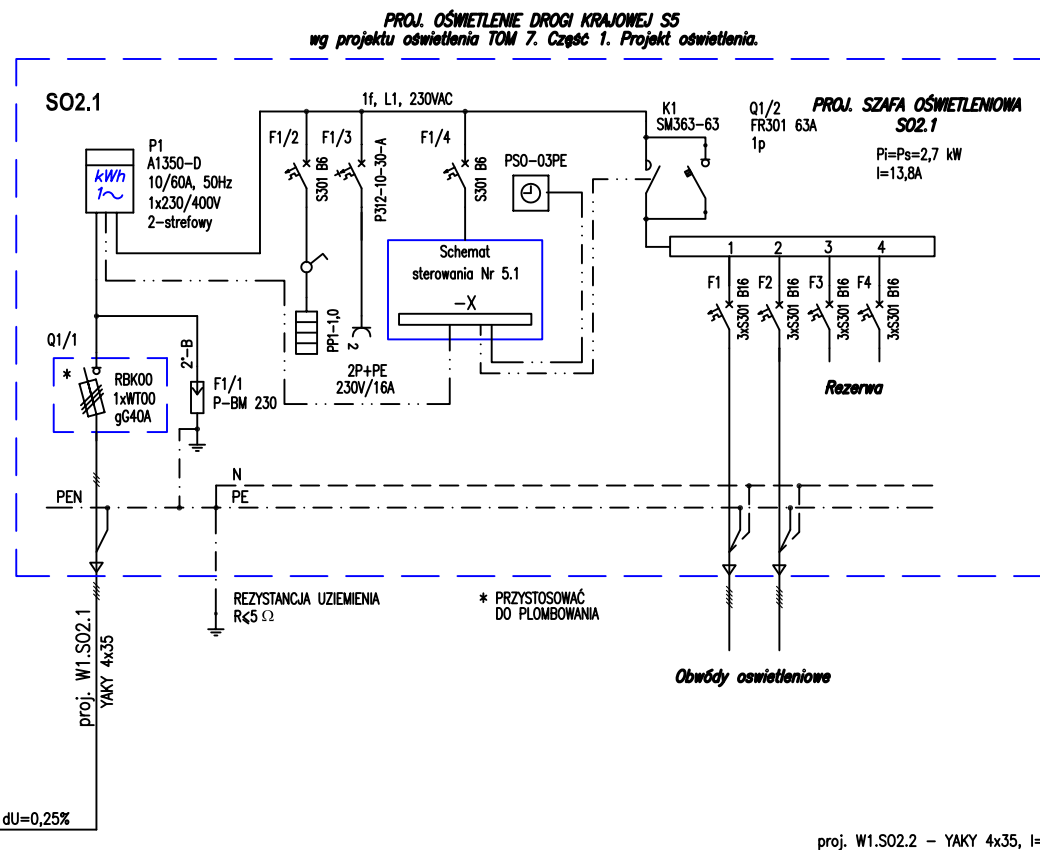 PROJ. OŚWIETLENIE DROGI KRAJOWEJ S5
wg projektu oświetlenia TOM 7. Część 1. Projekt oświetlenia.
SO2.1
1f, L1, 230VAC
K1
SM363-63
Q1/2
FR301 63A
1p
PROJ. SZAFA OŚWIETLENIOWA
SO2.1
Pi=Ps=2,7 kW
I=13,8A
P1
A1350-D
10/60A, 50Hz
1x230/400V
2-strefowy
kWh
1~
F1/2
S301 B6
F1/3
P312-10-30-A
F1/4
S301 B6
PSO-03PE
Schemat
sterowania Nr 5.1
-X
1
2
3
4
F1
3xS301 B16
F2
3xS301 B16
F3
3xS301 B16
F4
3xS301 B16
Rezerwa
PP1-1,0
2
2P+PE
230V/16A
Q1/1
*
RBK00
1xWT00
gG40A
2°-B
F1/1
P-BM 230
N
PEN
PE
REZYSTANCJA UZIEMIENIA
R⩽5 Ω
* PRZYSTOSOWAĆ
DO PLOMBOWANIA
Obwódy oswietleniowe
proj. W1.SO2.1
YAKY 4x35
dU=0,25%
proj. W1.SO2.2 - YAKY 4x35, l=